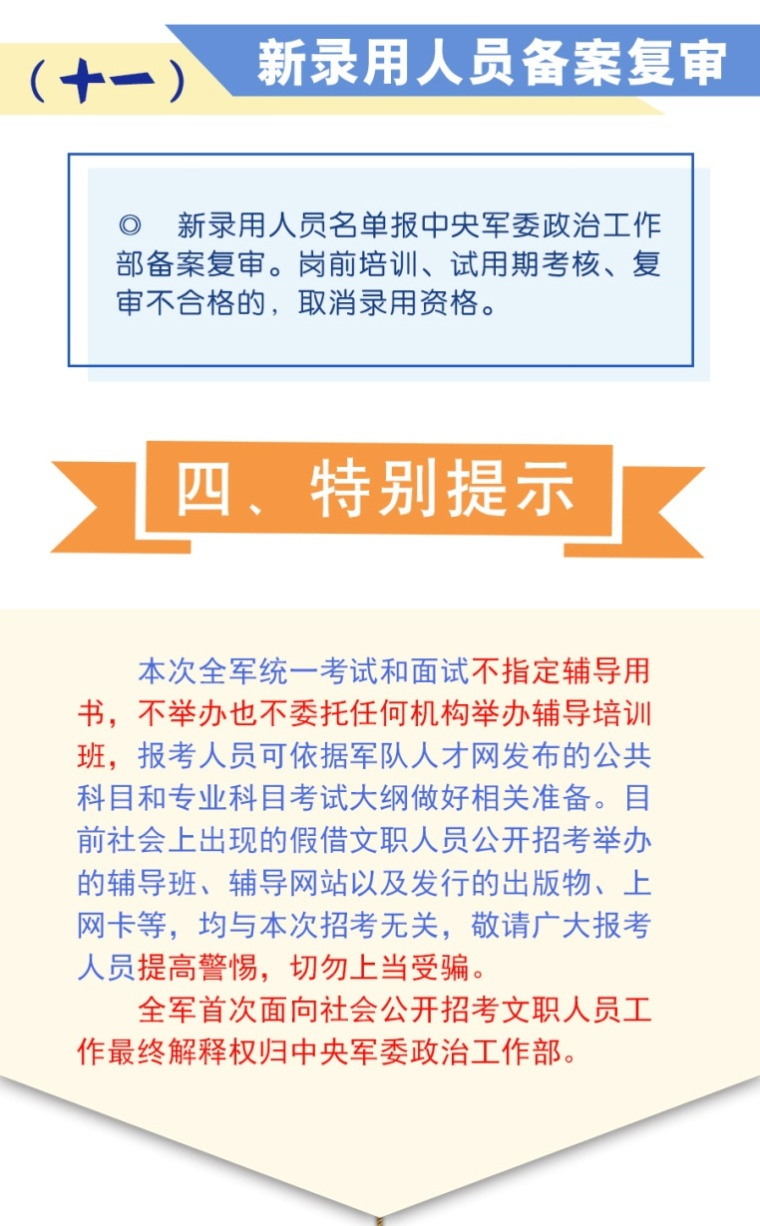 （十一）
新录用人员备案复审
◎ 新录用人员名单报中央军委政治工作
部备案复审。岗前培训、试用期考核、复
审不合格的，取消录用资格。
四、特别提示
本次全军统一考试和面试不指定辅导用
书，不举办也不委托任何机构举办辅导培训
班，报考人员可依据军队人才网发布的公共
科目和专业科目考试大纲做好相关准备。目
前社会上出现的假借文职人员公开招考举办
的辅导班、辅导网站以及发行的出版物、上
网卡等，均与本次招考无关，敬请广大报考
人员提高警惕，切勿上当受骗。
全军首次面向社会公开招考文职人员工
作最终解释权归中央军委政治工作部。